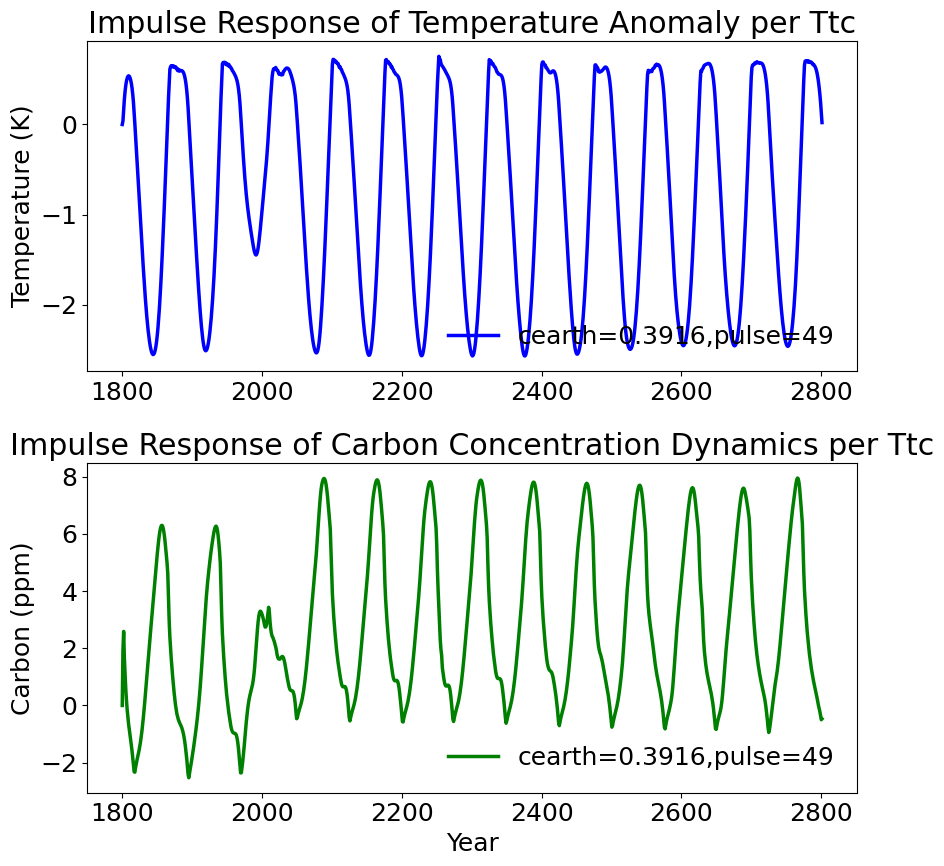 Impulse Response of Temperature Anomaly per Ttc
Temperature (K)
0
−1
−2
cearth=0.3916,pulse=49
1800 2000 2200 2400 2600 2800
Impulse Response of Carbon Concentration Dynamics per Ttc
Carbon (ppm)
8
6
4
2
0
−2
cearth=0.3916,pulse=49
1800 2000 2200 2400 2600 2800
Year